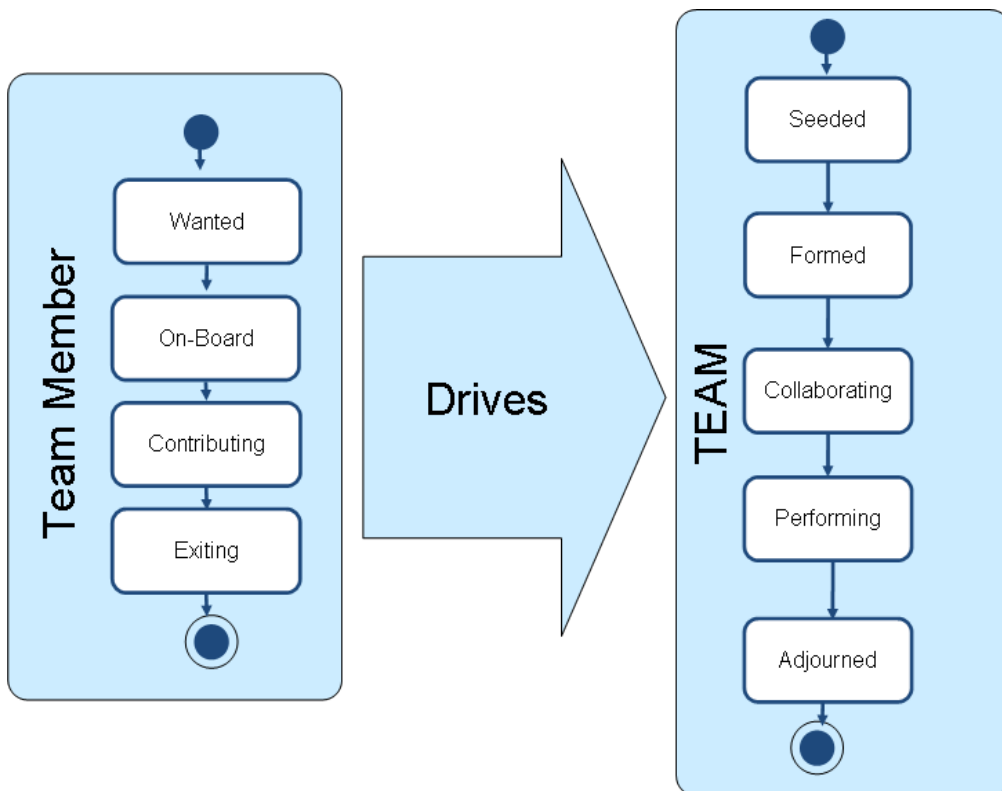 Team Member
Wanted
On-Board
Contributing
Exiting
Drives
TEAM
Seeded
Formed
Collaborating
Performing
Adjourned